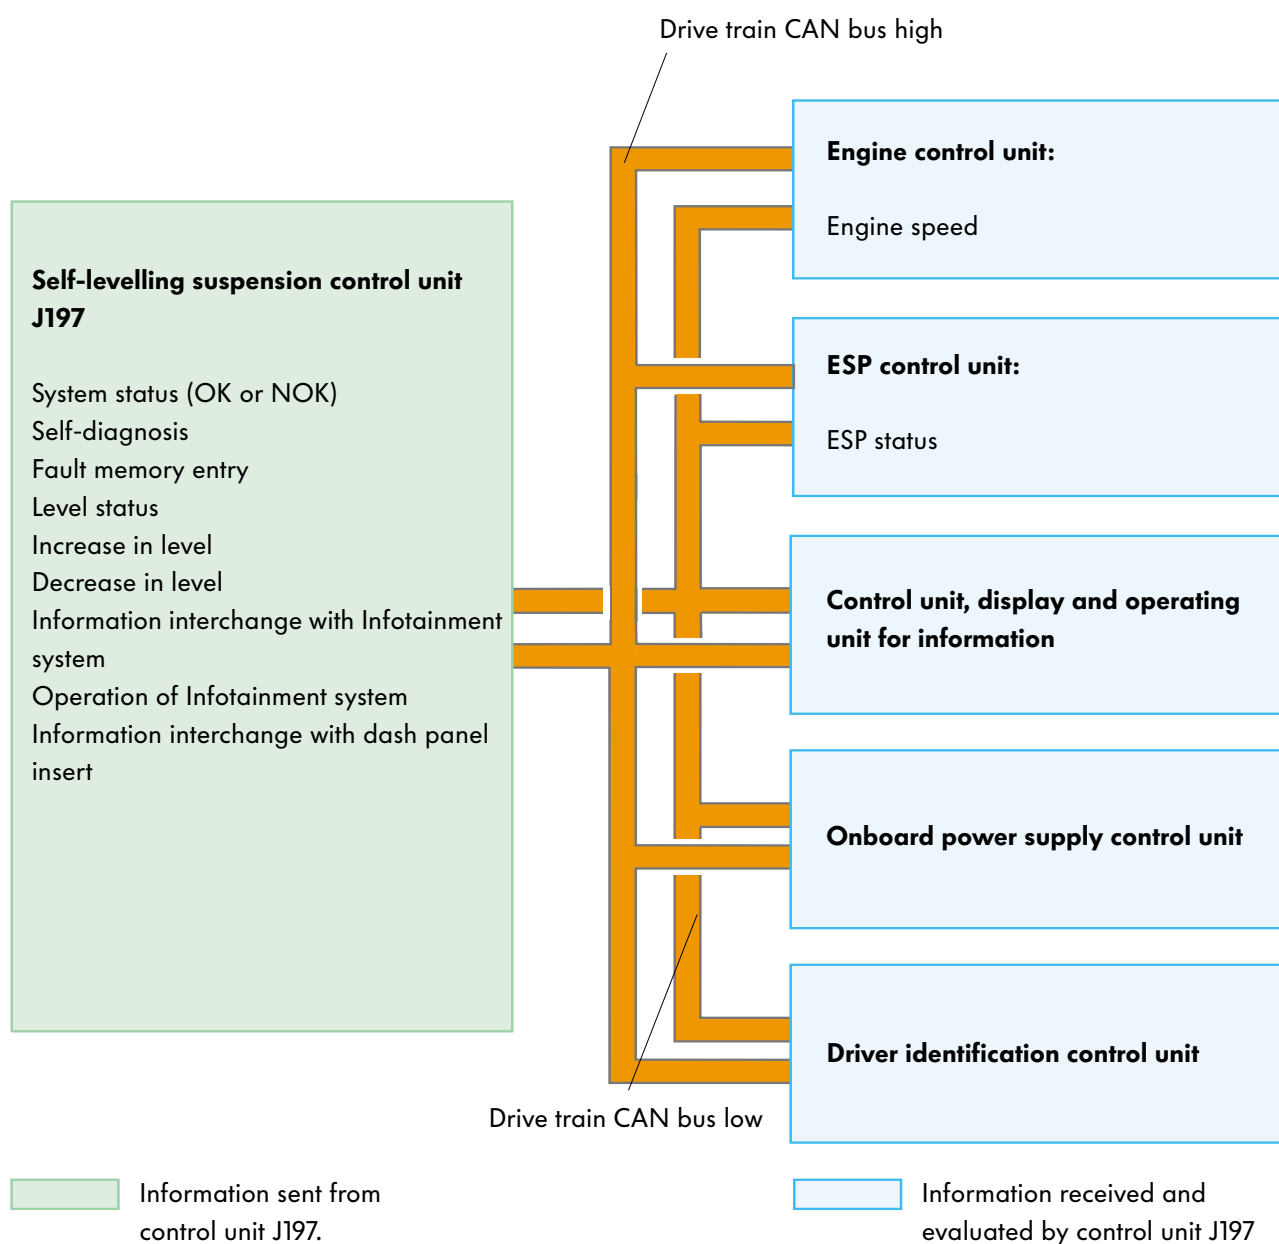 Drive train CAN bus high
Engine control unit:
Engine speed
Self-levelling suspension control unit
J197
System status (OK or NOK)
Self-diagnosis
Fault memory entry
Level status
Increase in level
Decrease in level
Information interchange with Infotainment
system
Operation of Infotainment system
Information interchange with dash panel
insert
ESP control unit:
ESP status
Control unit, display and operating
unit for information
Onboard power supply control unit
Driver identification control unit
Drive train CAN bus low
Information sent from
control unit J197.
Information received and
evaluated by control unit J197